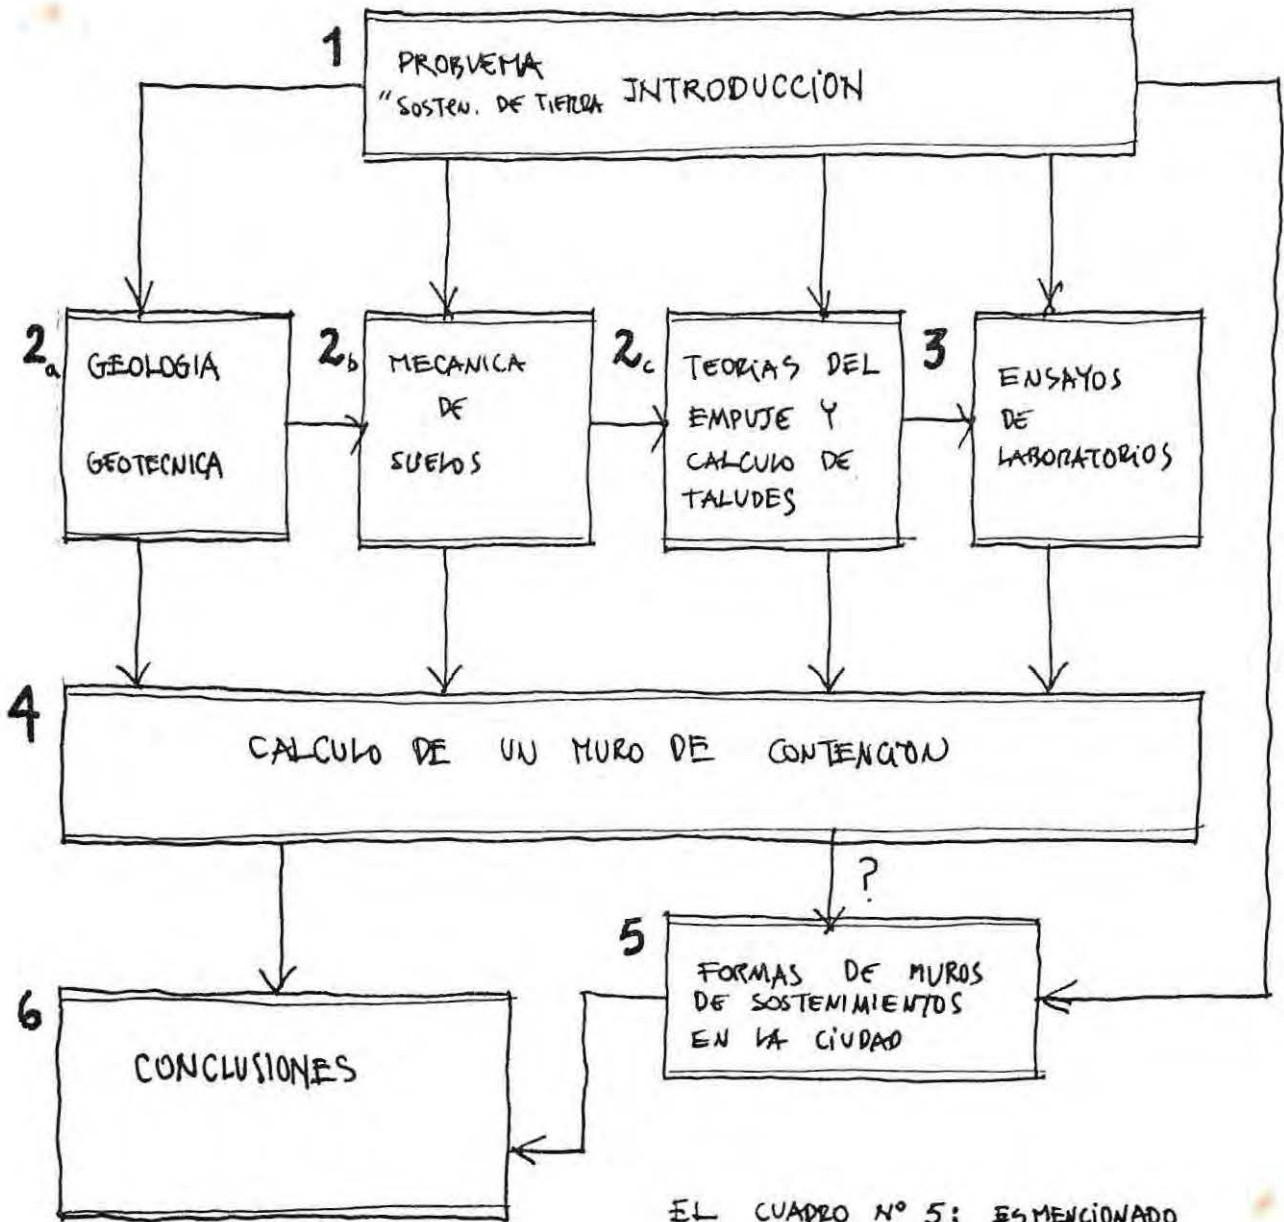 1
PROBLEMA
"SOSTEN. DE TIERRA INTRODUCCIÓN
2a
GEOLOGIA
GEOTECNICA
2b
MECANICA
DE
SUELOS
2c
TEORIAS DEL
EMPUJE Y
CALCULO DE
TALUDES
3
ENSAYOS
DE
LABORATORIOS
4
CALCULO DE UN MURO DE CONTENCION
?
5
FORMAS DE MUROS
DE SOSTENIMIENTOS
EN LA CIUDAD
6
CONCLUSIONES
EL CUADRO Nº 5: ES MENCIONADO